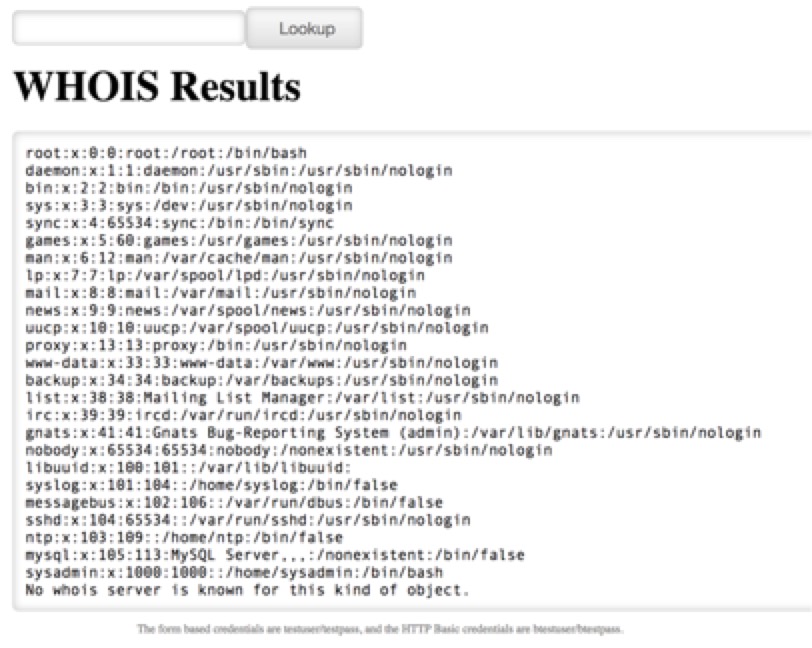 Lookup
WHOIS Results
root:x:0:0:root:/root:/bin/bash
daemon:x:1:1:daemon:/usr/sbin:/usr/sbin/nologin
bin:x:2:2:bin:/bin:/usr/sbin/nologin
sys:x:3:3:sys:/dev:/usr/sbin/nologin
sync:x:4:65534:sync:/bin:/bin/sync
games:x:5:60:games:/usr/games:/usr/sbin/nologin
man:x:6:12:man:/var/cache/man:/usr/sbin/nologin
lp:x:7:7:lp:/var/spool/lpd:/usr/sbin/nologin
mail:x:8:8:mail:/var/mail:/usr/sbin/nologin
news:x:9:9:news:/var/spool/news:/usr/sbin/nologin
uucp:x:10:10:uucp:/var/spool/uucp:/usr/sbin/nologin
proxy:x:13:13:proxy:/bin:/usr/sbin/nologin
www-data:x:33:33:www-data:/var/www:/usr/sbin/nologin
backup:x:34:34:backup:/var/backups:/usr/sbin/nologin
list:x:38:38:Mailing List Manager:/var/list:/usr/sbin/nologin
irc:x:39:39:ircd:/var/run/ircd:/usr/sbin/nologin
gnats:x:41:41:Gnats Bug-Reporting System (admin):/var/lib/gnats:/usr/sbin/nologin
nobody:x:65534:65534:nobody:/nonexistent:/usr/sbin/nologin
libuuid:x:100:101::/var/lib/libuuid:
syslog:x:101:104::/home/syslog:/bin/false
messagebus:x:102:106::/var/run/dbus:/bin/false
sshd:x:104:65534::/var/run/sshd:/usr/sbin/nologin
ntp:x:103:109::/home/ntp:/bin/false
mysql:x:105:113:MySQL Server,,,:/nonexistent:/bin/false
sysadmin:x:1000:1000::/home/sysadmin:/bin/bash
No whois server is known for this kind of object.
The form based credentials are testuser/testpass, and the HTTP Basic credentials are btestuser/btestpass.